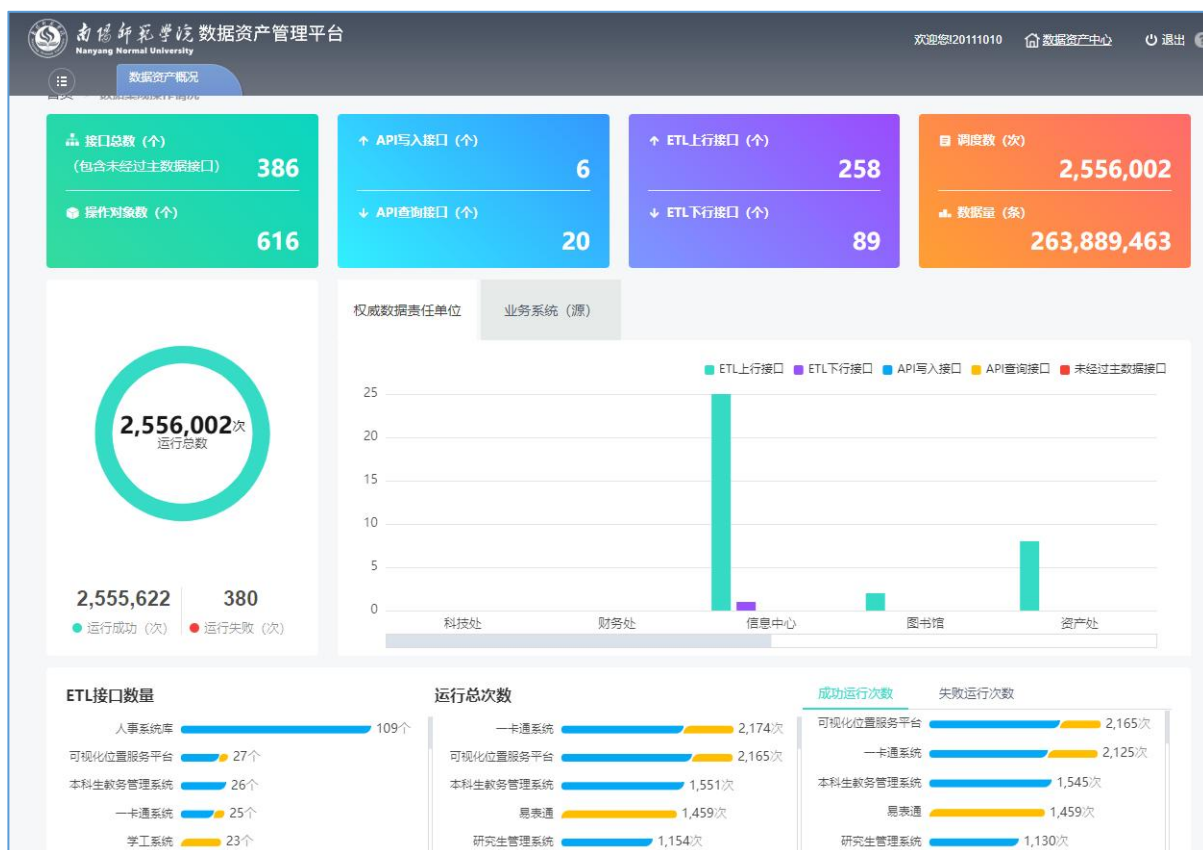 南阳师范学院 数据资产管理平台
Nanyang Normal University
欢迎您!20111010 数据资产中心 退出
数据资产概况
接口总数（个）
（包含未经过主数据接口） 386
操作对象数（个）
616
API写入接口（个）
6
API查询接口（个）
20
ETL上行接口（个）
258
ETL下行接口（个）
89
调度数（次）
2,556,002
数据量（条）
263,889,463
2,556,002次
运行总数
2,555,622 380
运行成功（次） 运行失败（次）
权威数据责任单位 业务系统（源）
ETL上行接口 ETL下行接口 API写入接口 API查询接口 未经过主数据接口
25
20
15
10
5
0
科技处 财务处 信息中心 图书馆 资产处
ETL接口数量
人事系统库 109个
可视化位置服务平台 27个
本科生教务管理系统 26个
一卡通系统 25个
学工系统 23个
运行总次数
一卡通系统 2,174次
可视化位置服务平台 2,165次
本科生教务管理系统 1,551次
易表通 1,459次
研究生管理系统 1,154次
成功运行次数 失败运行次数
可视化位置服务平台 2,165次
一卡通系统 2,125次
本科生教务管理系统 1,545次
易表通 1,459次
研究生管理系统 1,130次